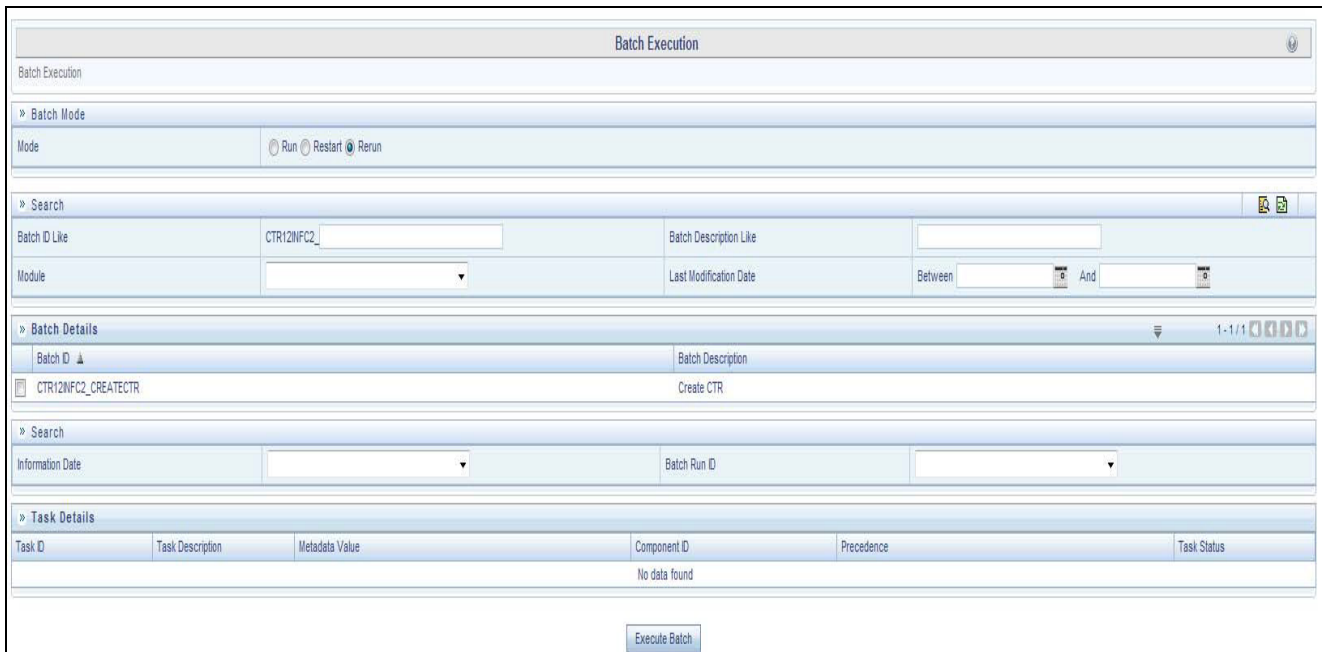 Batch Execution
Batch Execution
» Batch Mode
Mode Run Restart Rerun
» Search
Batch ID Like CTR12INFC2_ Batch Description Like
Module Last Modification Date Between And
» Batch Details 1 - 1 / 1
Batch ID Batch Description
CTR12INFC2_CREATECTR Create CTR
» Search
Information Date Batch Run ID
» Task Details
Task ID Task Description Metadata Value Component ID Precedence Task Status
No data found
Execute Batch